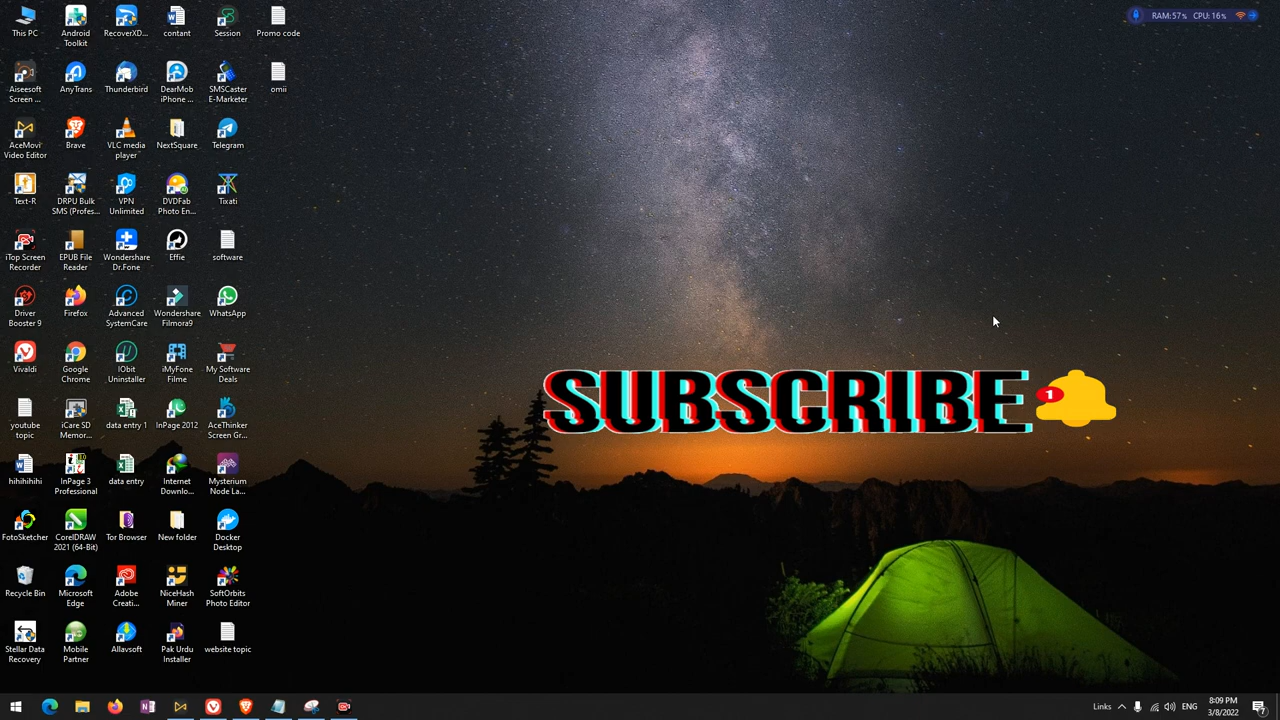 This PC
Android
Toolkit
RecoverXD...
contant
Session
Promo code
Aiseesoft
Screen ...
AnyTrans
Thunderbird
DearMob
iPhone ...
SMSCaster
E-Marketer
omii
AceMovi
Video Editor
Brave
VLC media
player
NextSquare
Telegram
Text-R
DRPU Bulk
SMS (Profes...
VPN
Unlimited
DVDFab
Photo En...
Tixati
iTop Screen
Recorder
EPUB File
Reader
Wondershare
Dr.Fone
Effie
software
Driver
Booster 9
Firefox
Advanced
SystemCare
Wondershare
Filmora9
WhatsApp
Vivaldi
Google
Chrome
IObit
Uninstaller
iMyFone
Filme
My Software
Deals
youtube
topic
iCare SD
Memor...
data entry 1
InPage 2012
AceThinker
Screen Gr...
hihihihihi
InPage 3
Professional
data entry
Internet
Downlo...
Mysterium
Node La...
FotoSketcher
CorelDRAW
2021 (64-Bit)
Tor Browser
New folder
Docker
Desktop
Recycle Bin
Microsoft
Edge
Adobe
Creati...
NiceHash
Miner
SoftOrbits
Photo Editor
Stellar Data
Recovery
Mobile
Partner
Allavsoft
Pak Urdu
Installer
website topic
RAM:57% CPU: 16%
SUBSCRIBE
1
Links
ENG
8:09 PM
3/8/2022
7